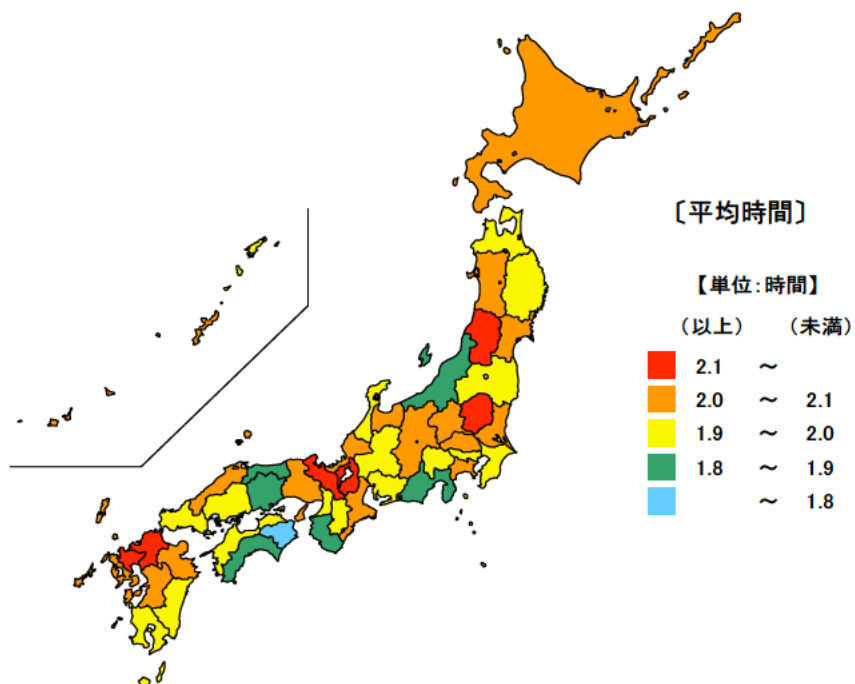 〔平均時間〕
【単位:時間】
(以上) (未満)
2.1 ～
2.0 ～ 2.1
1.9 ～ 2.0
1.8 ～ 1.9
～ 1.8